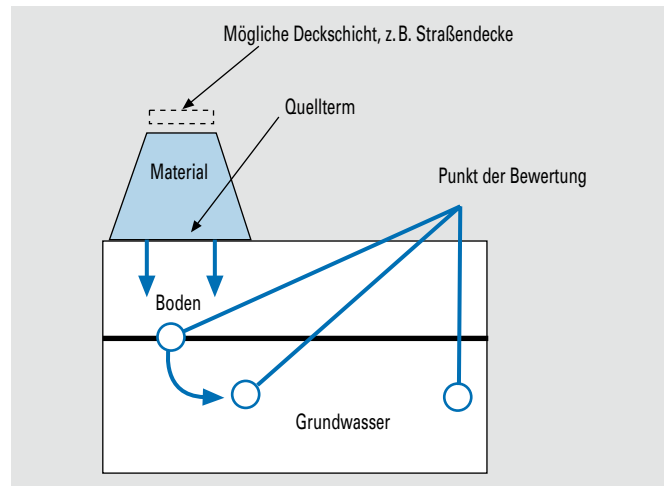 Mögliche Deckschicht, z. B. Straßendecke
Quellterm
Material
Punkt der Bewertung
Boden
Grundwasser